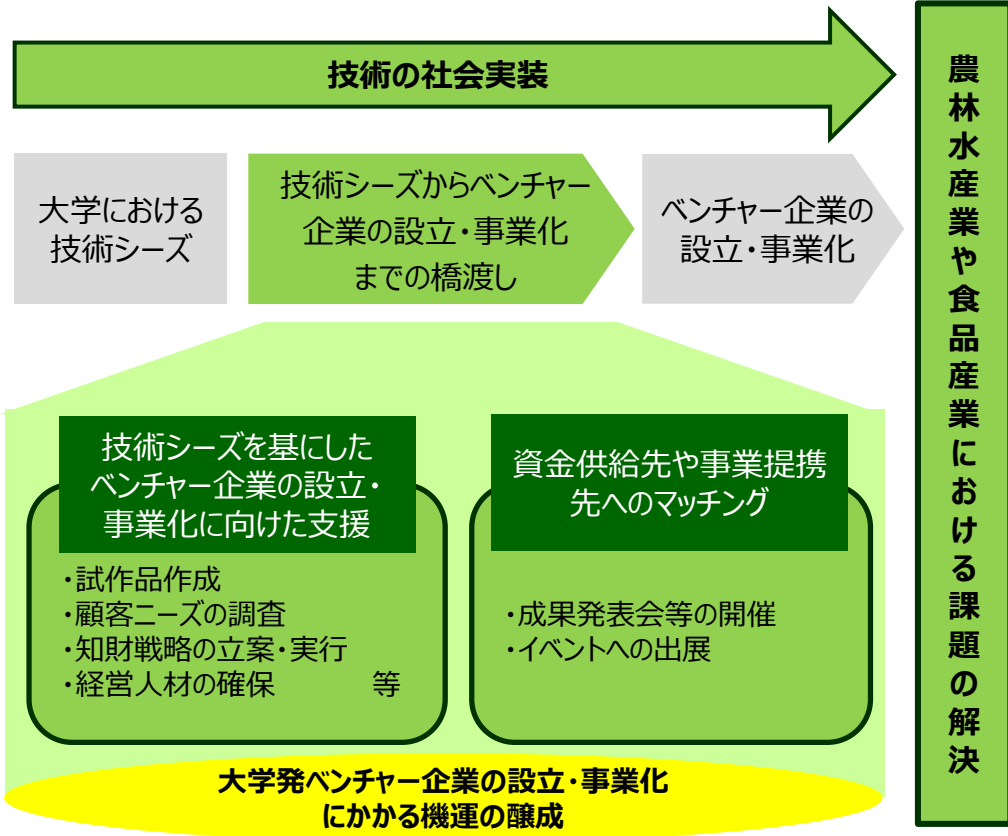 技術の社会実装
大学における
技術シーズ
技術シーズからベンチャー
企業の設立・事業化
までの橋渡し
ベンチャー企業の
設立・事業化
技術シーズを基にした
ベンチャー企業の設立・
事業化に向けた支援
・試作品作成
・顧客ニーズの調査
・知財戦略の立案・実行
・経営人材の確保　　　等
資金供給先や事業提携
先へのマッチング
・成果発表会等の開催
・イベントへの出展
大学発ベンチャー企業の設立・事業化
にかかる機運の醸成
農林水産業や食品産業における課題の解決